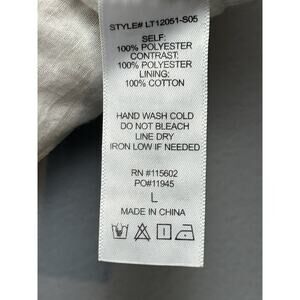 STYLE# LT12051-S05
SELF:
100% POLYESTER
CONTRAST:
100% POLYESTER
LINING:
100% COTTON
HAND WASH COLD
DO NOT BLEACH
LINE DRY
IRON LOW IF NEEDED
RN #115602
PO#11945
L
MADE IN CHINA